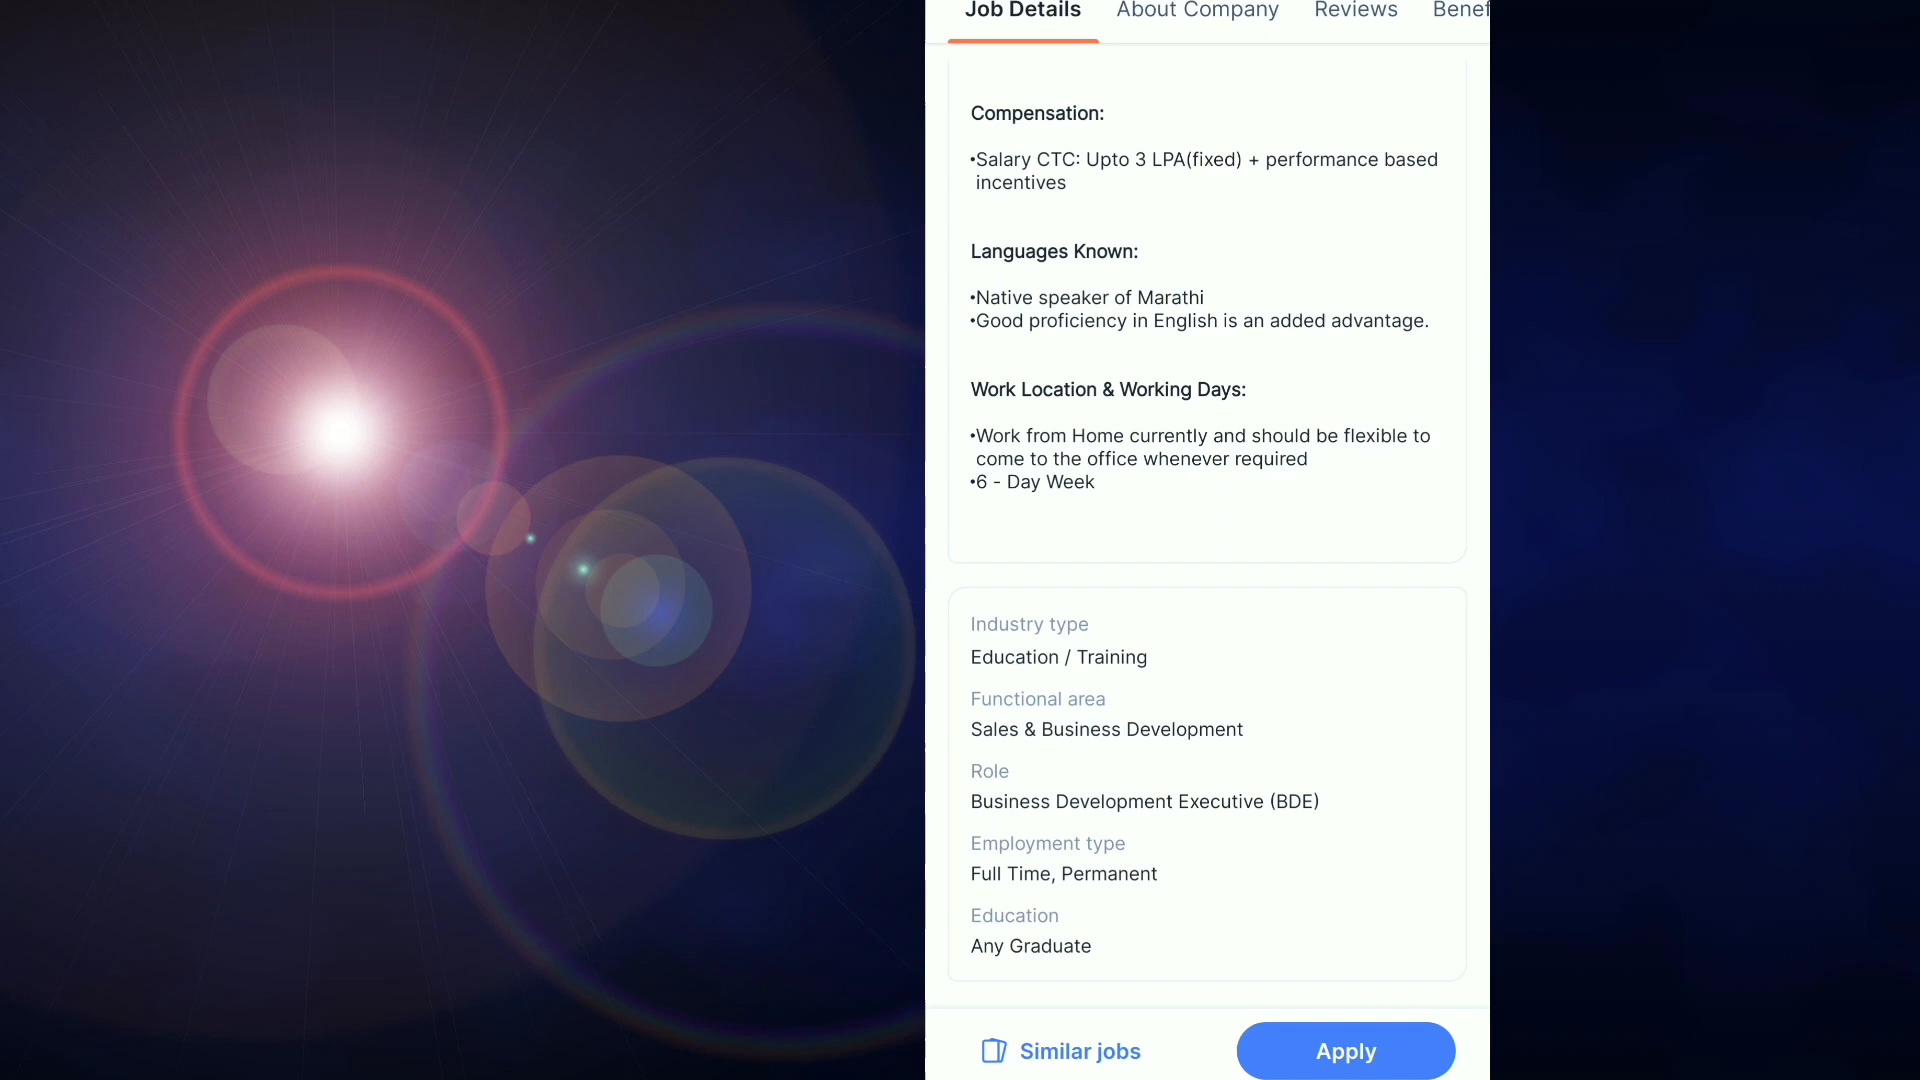 Job Details About Company Reviews Benef
Compensation:
•Salary CTC: Upto 3 LPA(fixed) + performance based
incentives
Languages Known:
•Native speaker of Marathi
•Good proficiency in English is an added advantage.
Work Location & Working Days:
•Work from Home currently and should be flexible to
come to the office whenever required
•6 - Day Week
Industry type
Education / Training
Functional area
Sales & Business Development
Role
Business Development Executive (BDE)
Employment type
Full Time, Permanent
Education
Any Graduate
Similar jobs Apply